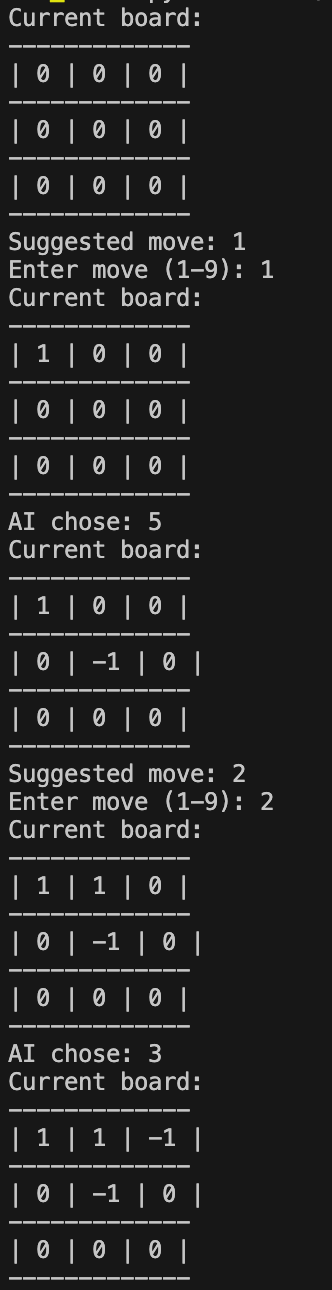 Current board:
-------------
| 0 | 0 | 0 |
-------------
| 0 | 0 | 0 |
-------------
| 0 | 0 | 0 |
-------------
Suggested move: 1
Enter move (1-9): 1
Current board:
-------------
| 1 | 0 | 0 |
-------------
| 0 | 0 | 0 |
-------------
| 0 | 0 | 0 |
-------------
AI chose: 5
Current board:
-------------
| 1 | 0 | 0 |
-------------
| 0 | -1 | 0 |
-------------
| 0 | 0 | 0 |
-------------
Suggested move: 2
Enter move (1-9): 2
Current board:
-------------
| 1 | 1 | 0 |
-------------
| 0 | -1 | 0 |
-------------
| 0 | 0 | 0 |
-------------
AI chose: 3
Current board:
-------------
| 1 | 1 | -1 |
-------------
| 0 | -1 | 0 |
-------------
| 0 | 0 | 0 |
-------------